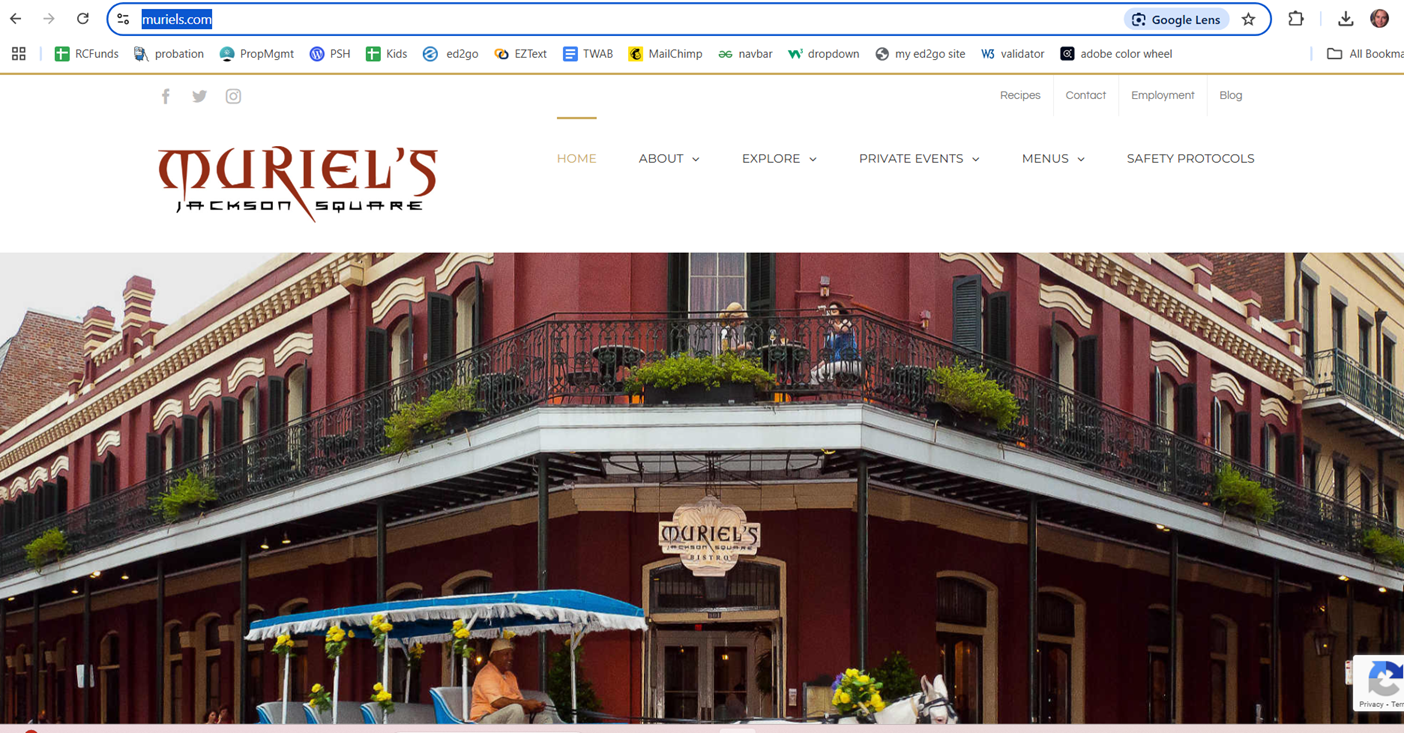 muriels.com Google Lens
RCFunds probation PropMgmt PSH Kids ed2go EZText TWAB MailChimp navbar dropdown my ed2go site validator adobe color wheel All Bookma
Recipes Contact Employment Blog
MURIEL'S
JACKSON SQUARE
HOME ABOUT EXPLORE PRIVATE EVENTS MENUS SAFETY PROTOCOLS
MURIEL'S
JACKSON SQUARE
BISTRO
Privacy - Terr